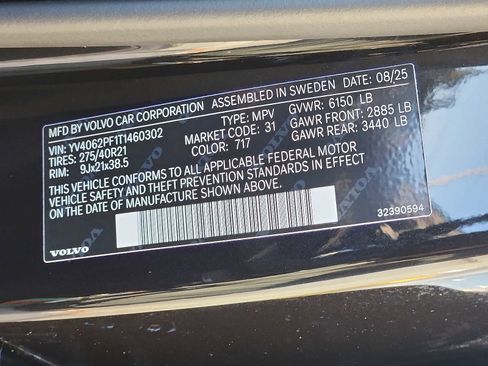 MFD BY VOLVO CAR CORPORATION ASSEMBLED IN SWEDEN DATE: 08/25
VIN: YV4062PF1T1460302 TYPE: MPV GVWR: 6150 LB
TIRES: 275/40R21 MARKET CODE: 31 GAWR FRONT: 2885 LB
RIM: 9Jx21x38.5 COLOR: 717 GAWR REAR: 3440 LB
THIS VEHICLE CONFORMS TO ALL APPLICABLE FEDERAL MOTOR
VEHICLE SAFETY AND THEFT PREVENTION STANDARDS IN EFFECT
ON THE DATE OF MANUFACTURE SHOWN ABOVE.
VOLVO
32390594